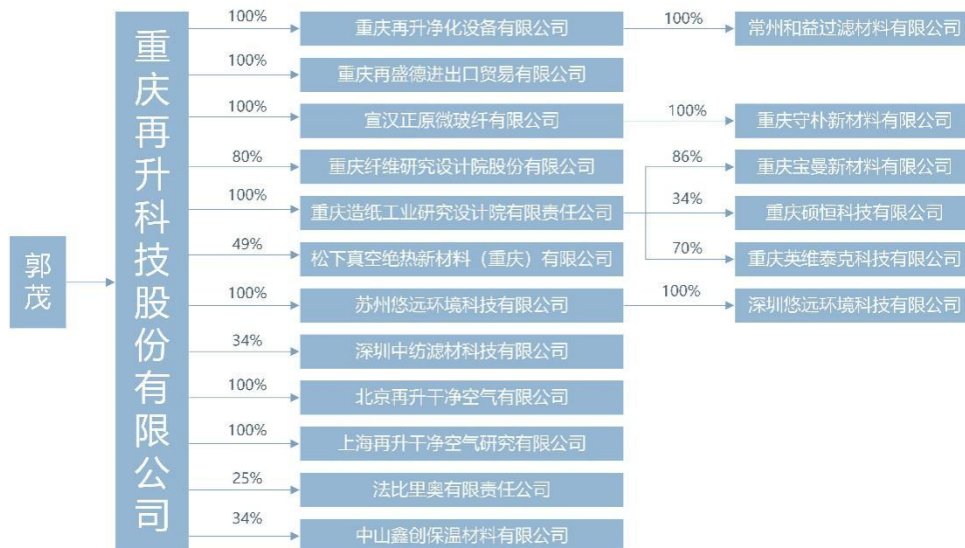 郭茂
重庆再升科技股份有限公司
100%
重庆再升净化设备有限公司
100%
常州和益过滤材料有限公司
100%
重庆再盛德进出口贸易有限公司
100%
宣汉正原微玻纤有限公司
100%
重庆守朴新材料有限公司
80%
重庆纤维研究设计院股份有限公司
86%
重庆宝曼新材料有限公司
100%
重庆造纸工业研究设计院有限责任公司
34%
重庆硕恒科技有限公司
49%
松下真空绝热新材料（重庆）有限公司
70%
重庆英维泰克科技有限公司
100%
苏州悠远环境科技有限公司
100%
深圳悠远环境科技有限公司
34%
深圳中纺滤材科技有限公司
100%
北京再升干净空气有限公司
100%
上海再升干净空气研究有限公司
25%
法比里奥有限责任公司
34%
中山鑫创保温材料有限公司